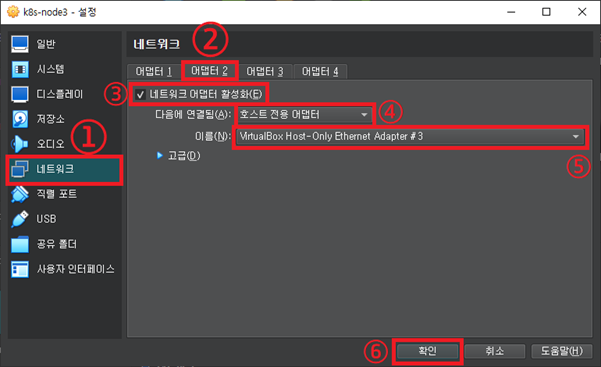 k8s-node3 - 설정
일반
시스템
디스플레이
저장소
오디오
네트워크
직렬 포트
USB
공유 폴더
사용자 인터페이스
①
네트워크
②
어댑터 1 어댑터 2 어댑터 3 어댑터 4
③ ✓ 네트워크 어댑터 활성화(E)
다음에 연결됨(A): 호스트 전용 어댑터 ④
이름(N): VirtualBox Host-Only Ethernet Adapter #3
⑤
고급(D)
⑥ 확인 취소 도움말(H)